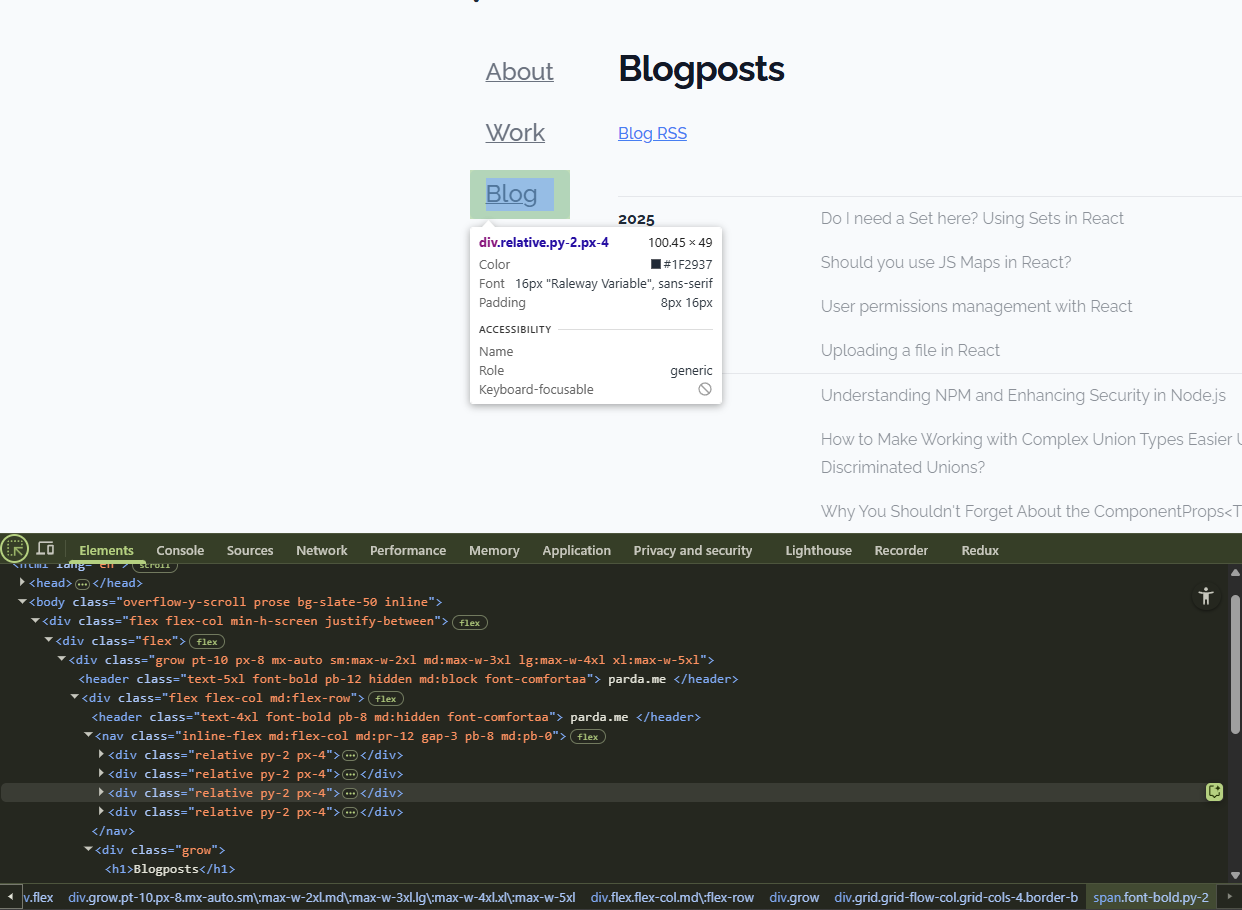 About
Blogposts
Work
Blog RSS
Blog
2025
Do I need a Set here? Using Sets in React
div.relative.py-2.px-4 100.45 × 49
Color #1F2937
Font 16px "Raleway Variable", sans-serif
Padding 8px 16px
ACCESSIBILITY
Name
Role generic
Keyboard-focusable
Should you use JS Maps in React?
User permissions management with React
Uploading a file in React
Understanding NPM and Enhancing Security in Node.js
How to Make Working with Complex Union Types Easier
Discriminated Unions?
Why You Shouldn't Forget About the ComponentProps<T
Elements Console Sources Network Performance Memory Application Privacy and security Lighthouse Recorder Redux
<html lang="en"> scroll
<head> </head>
<body class="overflow-y-scroll prose bg-slate-50 inline">
<div class="flex flex-col min-h-screen justify-between"> flex
<div class="flex"> flex
<div class="grow pt-10 px-8 mx-auto sm:max-w-2xl md:max-w-3xl lg:max-w-4xl xl:max-w-5xl">
<header class="text-5xl font-bold pb-12 hidden md:block font-comfortaa"> parda.me </header>
<div class="flex flex-col md:flex-row"> flex
<header class="text-4xl font-bold pb-8 md:hidden font-comfortaa"> parda.me </header>
<nav class="inline-flex md:flex-col md:pr-12 gap-3 pb-8 md:pb-0"> flex
<div class="relative py-2 px-4"> </div>
<div class="relative py-2 px-4"> </div>
<div class="relative py-2 px-4"> </div>
<div class="relative py-2 px-4"> </div>
</nav>
<div class="grow">
<h1>Blogposts</h1>
v.flex div.grow.pt-10.px-8.mx-auto.sm\:max-w-2xl.md\:max-w-3xl.lg\:max-w-4xl.xl\:max-w-5xl div.flex.flex-col.md\:flex-row div.grow div.grid.grid-flow-col.grid-cols-4.border-b span.font-bold.py-2